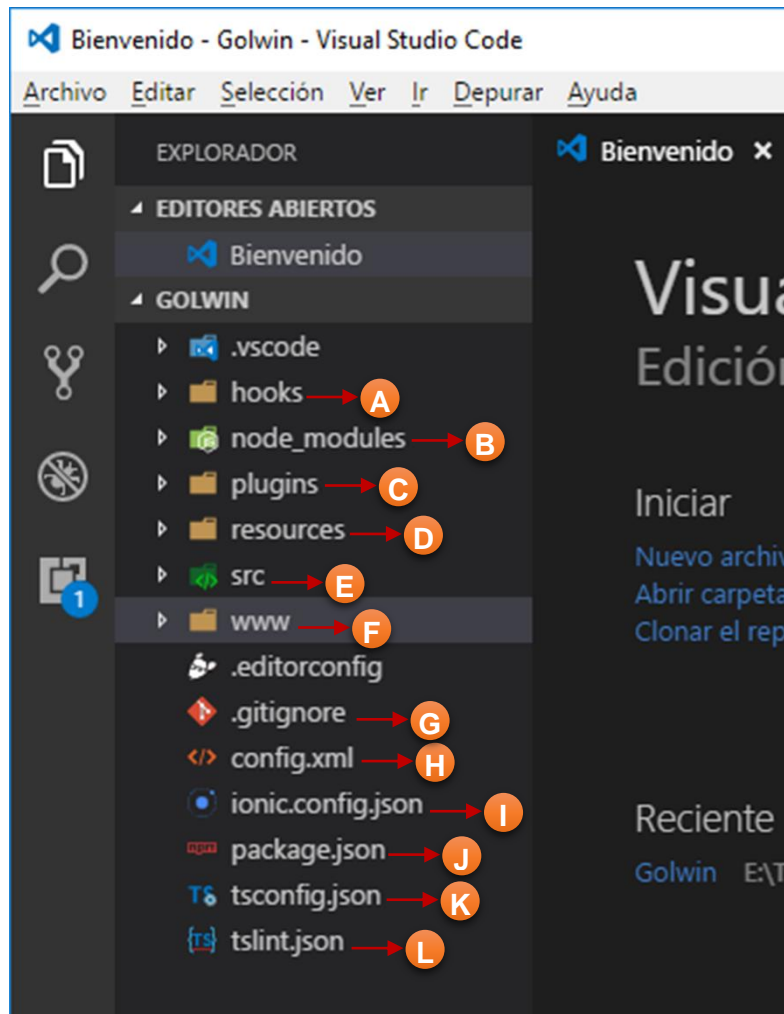 Bienvenido - Golwin - Visual Studio Code
Archivo Editar Selección Ver Ir Depurar Ayuda
EXPLORADOR
Bienvenido ×
EDITORES ABIERTOS
Bienvenido
GOLWIN
.vscode
hooks A
node_modules B
plugins C
resources D
src E
www F
.editorconfig
.gitignore G
config.xml H
ionic.config.json I
package.json J
tsconfig.json K
tslint.json L
1
Visua
Edición
Iniciar
Nuevo archiv
Abrir carpeta
Clonar el rep
Reciente
Golwin E:\T